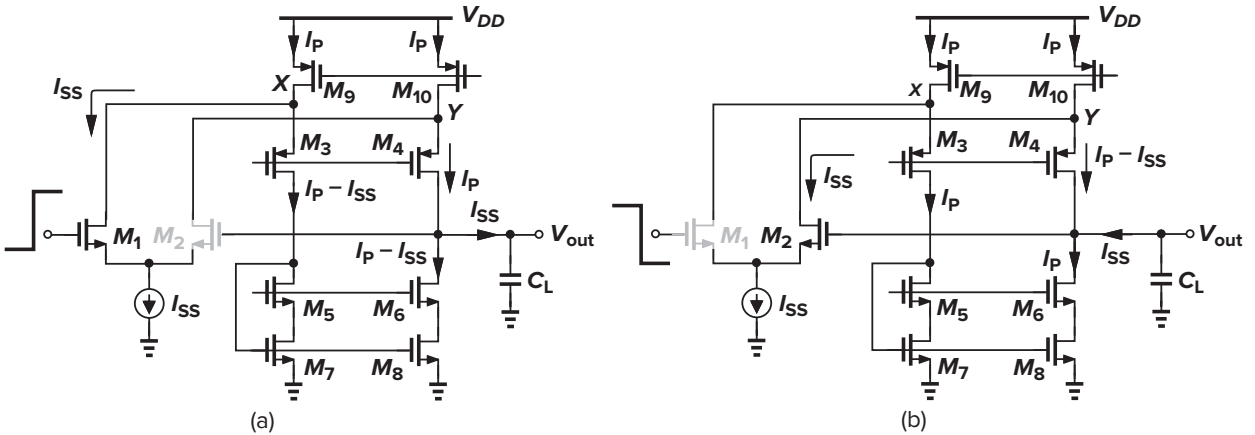 V_DD
I_P I_P
I_SS
X
M_9 M_10
Y
M_3 M_4
I_P
I_P – I_SS
I_SS
M_1 M_2
V_out
I_P – I_SS
C_L
I_SS
M_5 M_6
M_7 M_8
(a)
V_DD
I_P I_P
X
M_9 M_10
Y
M_3 M_4
I_P – I_SS
I_SS
I_P
M_1 M_2
V_out
I_P
I_SS
C_L
I_SS
M_5 M_6
M_7 M_8
(b)